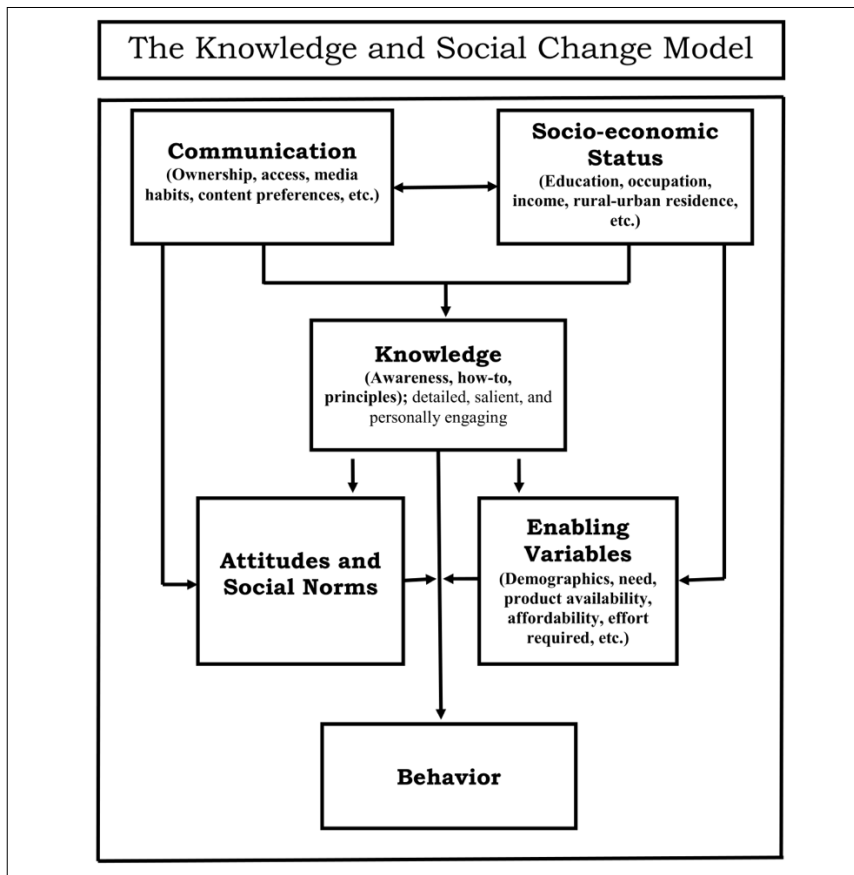 The Knowledge and Social Change Model
Communication
(Ownership, access, media
habits, content preferences, etc.)
Socio-economic
Status
(Education, occupation,
income, rural-urban residence,
etc.)
Knowledge
(Awareness, how-to,
principles); detailed, salient, and
personally engaging
Attitudes and
Social Norms
Enabling
Variables
(Demographics, need,
product availability,
affordability, effort
required, etc.)
Behavior